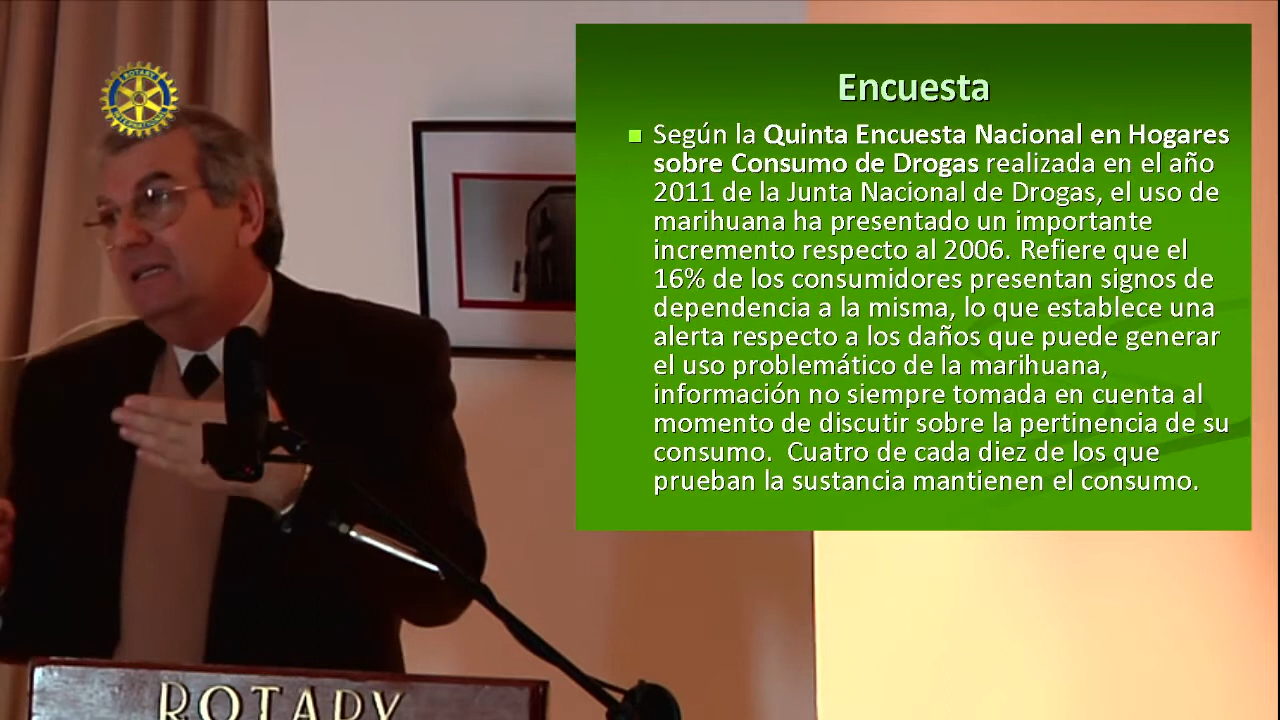 ROTARY
INTERNATIONAL
Encuesta
Según la Quinta Encuesta Nacional en Hogares
sobre Consumo de Drogas realizada en el año
2011 de la Junta Nacional de Drogas, el uso de
marihuana ha presentado un importante
incremento respecto al 2006. Refiere que el
16% de los consumidores presentan signos de
dependencia a la misma, lo que establece una
alerta respecto a los daños que puede generar
el uso problemático de la marihuana,
información no siempre tomada en cuenta al
momento de discutir sobre la pertinencia de su
consumo.  Cuatro de cada diez de los que
prueban la sustancia mantienen el consumo.
ROTARY